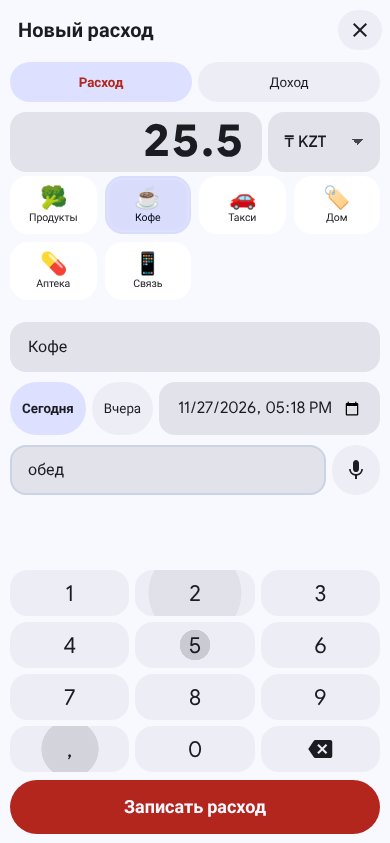 Новый расход
Расход Доход
25.5 ₸ KZT
Продукты Кофе Такси Дом
Аптека Связь
Кофе
Сегодня Вчера 11/27/2026, 05:18 PM
обед
1 2 3
4 5 6
7 8 9
, 0
Записать расход